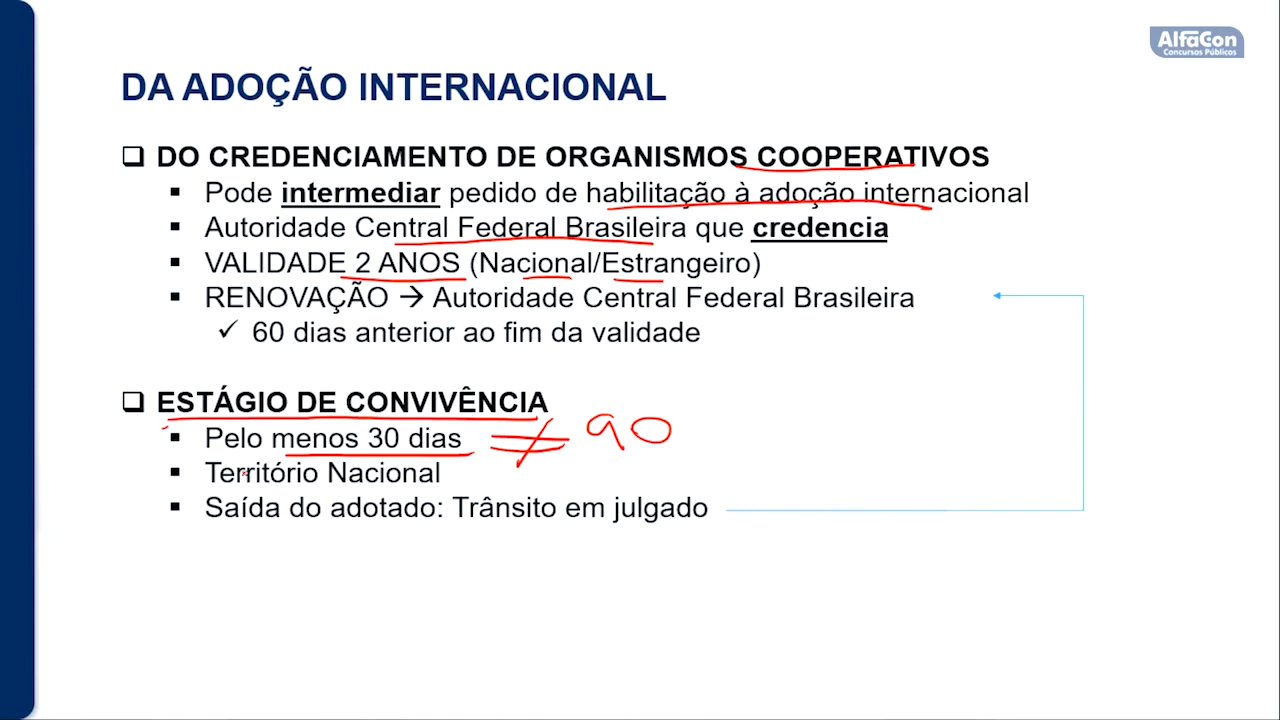 AlfaCon
Concursos Públicos
DA ADOÇÃO INTERNACIONAL
❑ DO CREDENCIAMENTO DE ORGANISMOS COOPERATIVOS
▪ Pode intermediar pedido de habilitação à adoção internacional
▪ Autoridade Central Federal Brasileira que credencia
▪ VALIDADE 2 ANOS (Nacional/Estrangeiro)
▪ RENOVAÇÃO → Autoridade Central Federal Brasileira
✓ 60 dias anterior ao fim da validade
❑ ESTÁGIO DE CONVIVÊNCIA
▪ Pelo menos 30 dias ≠ 90
▪ Território Nacional
▪ Saída do adotado: Trânsito em julgado